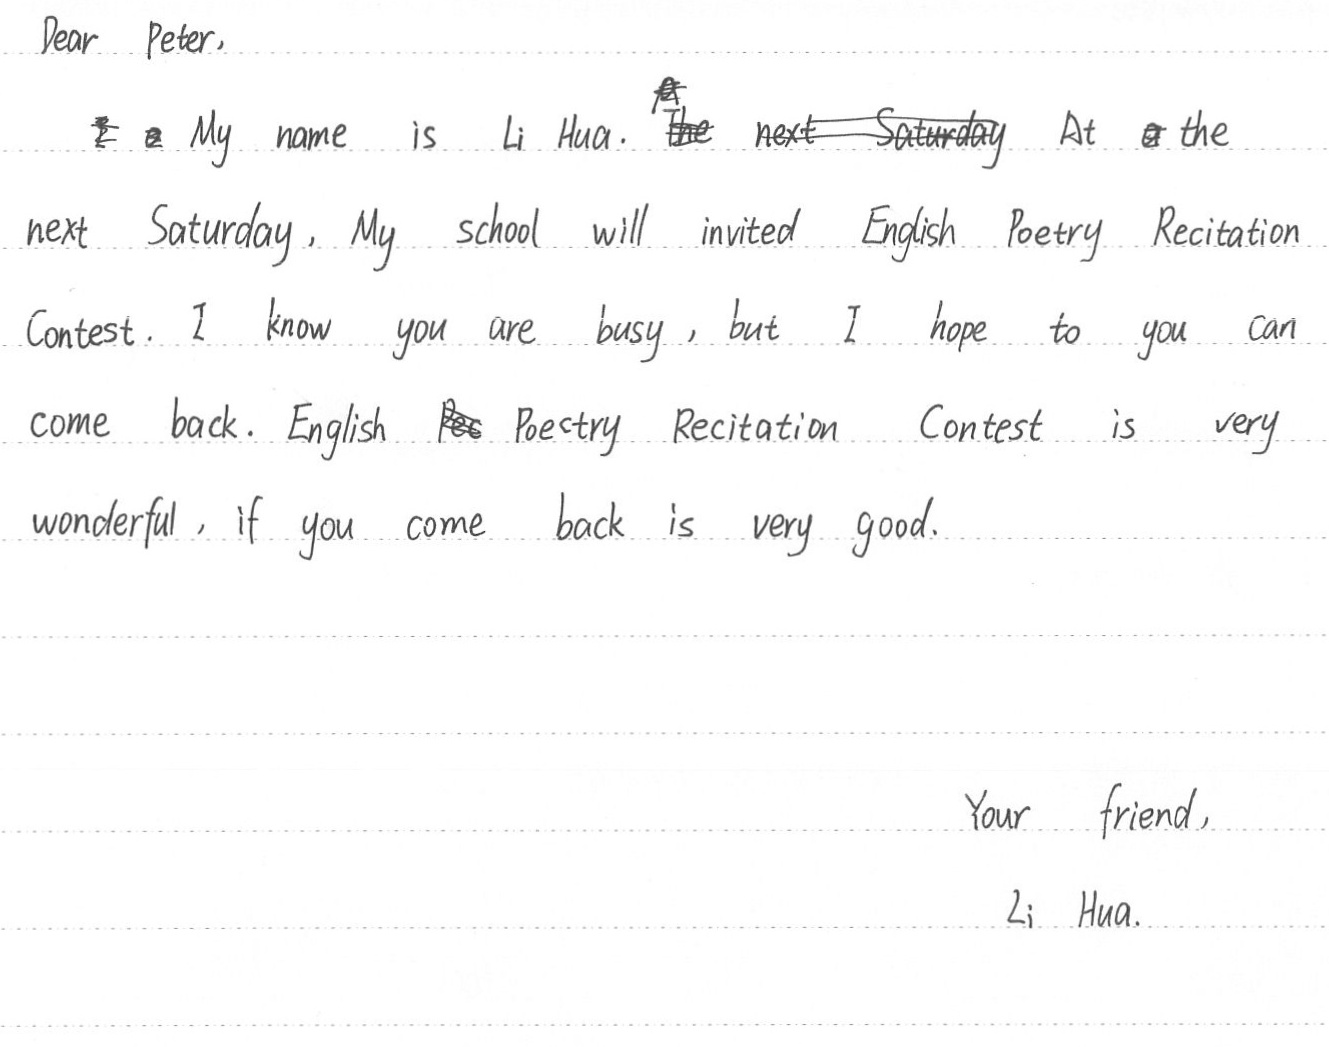 Dear Peter,
My name is Li Hua. At the
next Saturday, My school will invited English Poetry Recitation
Contest. I know you are busy, but I hope to you can
come back. English Poestry Recitation Contest is very
wonderful, if you come back is very good.
Your friend,
Li Hua.